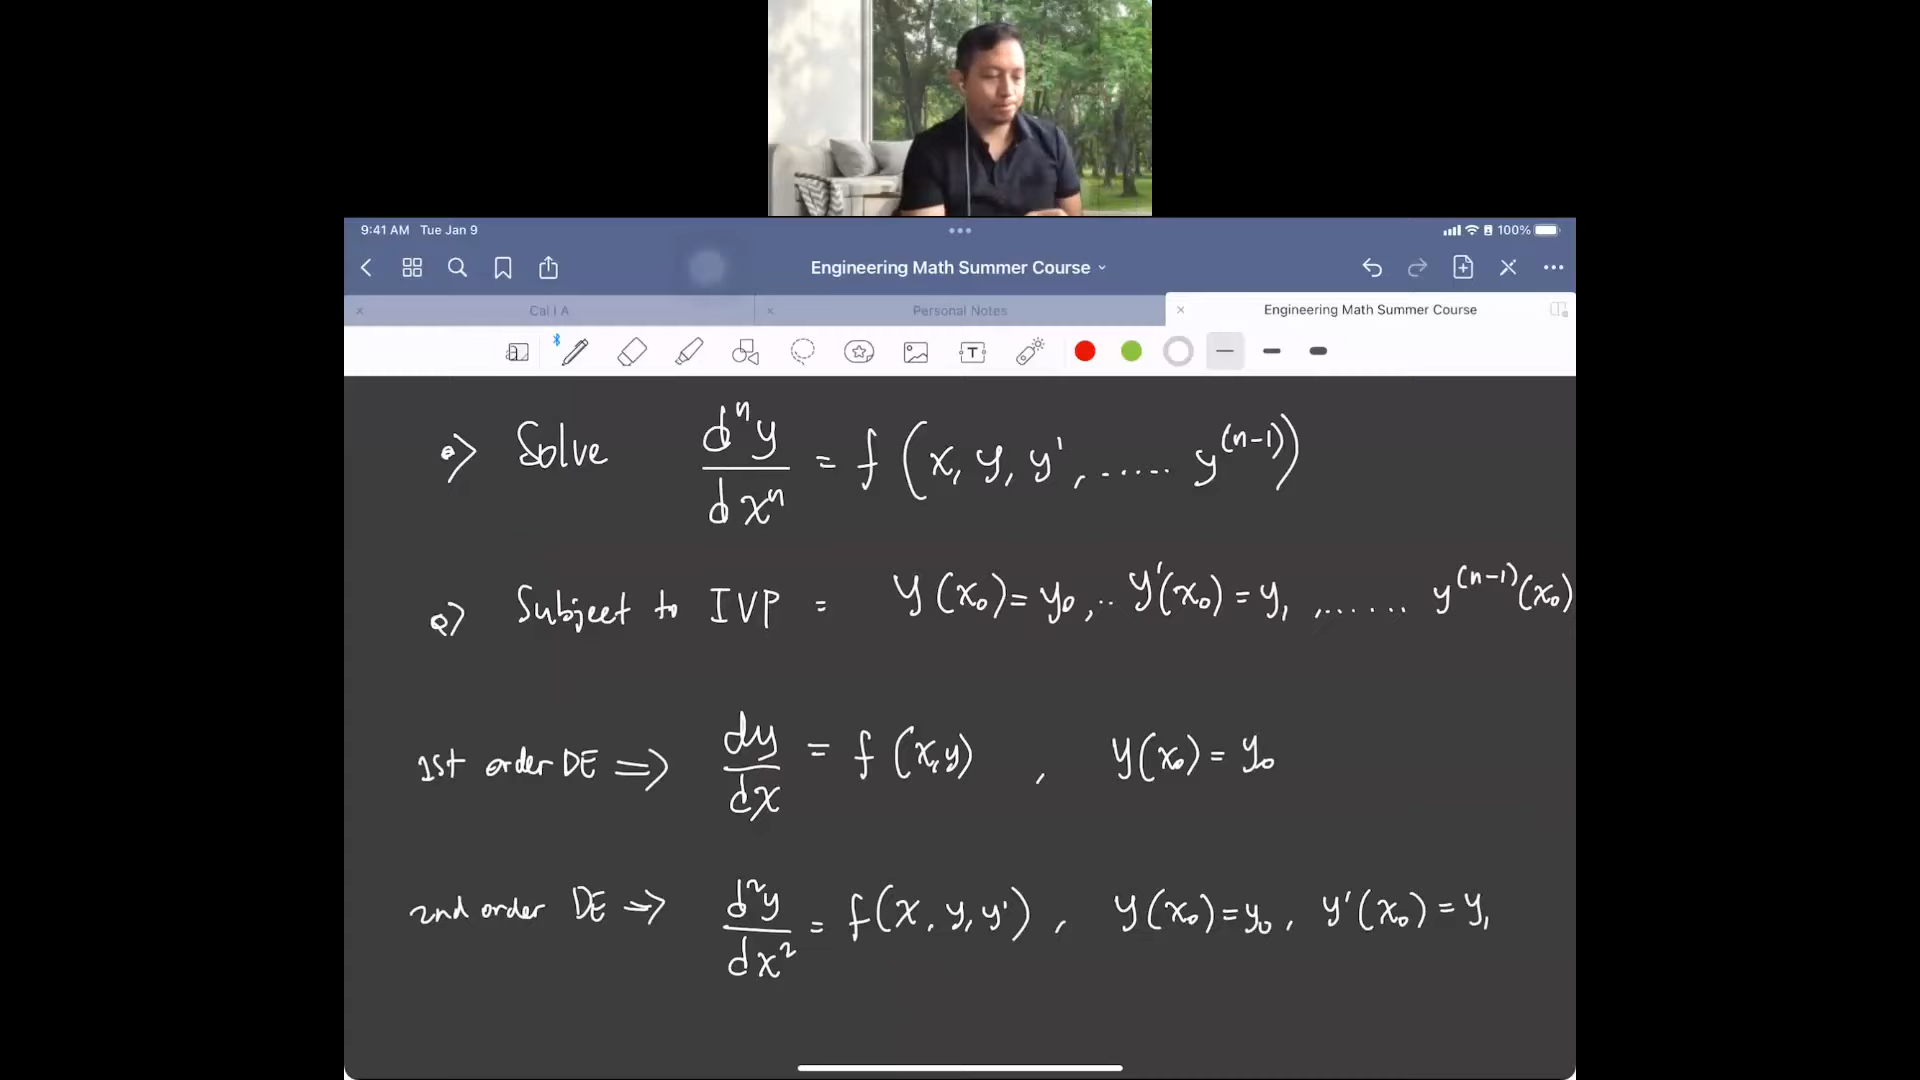 9:41 AM Tue Jan 9
100%
Engineering Math Summer Course
Cal I A
Personal Notes
Engineering Math Summer Course
T
Solve dⁿy/dxⁿ = f(x, y, y', ...... y⁽ⁿ⁻¹⁾)
Subject to IVP = y(x₀) = y₀, .. y'(x₀) = y₁, ...... y⁽ⁿ⁻¹⁾(x₀)
1st order DE ⟹ dy/dx = f(x,y) , y(x₀) = y₀
2nd order DE ⟹ d²y/dx² = f(x, y, y') , y(x₀) = y₀, y'(x₀) = y₁